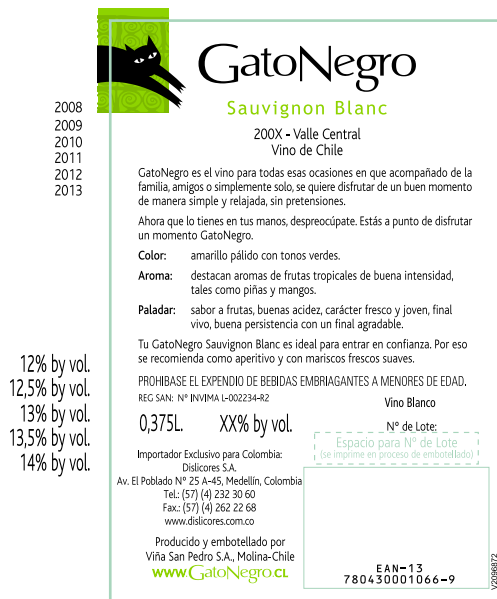 GatoNegro
Sauvignon Blanc
200X - Valle Central
Vino de Chile
2008
2009
2010
2011
2012
2013
GatoNegro es el vino para todas esas ocasiones en que acompañado de la
familia, amigos o simplemente solo, se quiere disfrutar de un buen momento
de manera simple y relajada, sin pretensiones.
Ahora que lo tienes en tus manos, despreocúpate. Estás a punto de disfrutar
un momento GatoNegro.
Color: amarillo pálido con tonos verdes.
Aroma: destacan aromas de frutas tropicales de buena intensidad,
tales como piñas y mangos.
Paladar: sabor a frutas, buenas acidez, carácter fresco y joven, final
vivo, buena persistencia con un final agradable.
Tu GatoNegro Sauvignon Blanc es ideal para entrar en confianza. Por eso
se recomienda como aperitivo y con mariscos frescos suaves.
12% by vol.
12,5% by vol.
13% by vol.
13,5% by vol.
14% by vol.
PROHIBASE EL EXPENDIO DE BEBIDAS EMBRIAGANTES A MENORES DE EDAD.
REG SAN: Nº INVIMA L-002234-R2
Vino Blanco
0,375L. XX% by vol.
Nº de Lote:
Espacio para Nº de Lote
(se imprime en proceso de embotellado)
Importador Exclusivo para Colombia:
Dislicores S.A.
Av. El Poblado Nº 25 A-45, Medellín, Colombia
Tel.: (57) (4) 232 30 60
Fax.: (57) (4) 262 22 68
www.dislicores.com.co
Producido y embotellado por
Viña San Pedro S.A., Molina-Chile
www.GatoNegro.CL
EAN-13
780430001066-9
V2096872